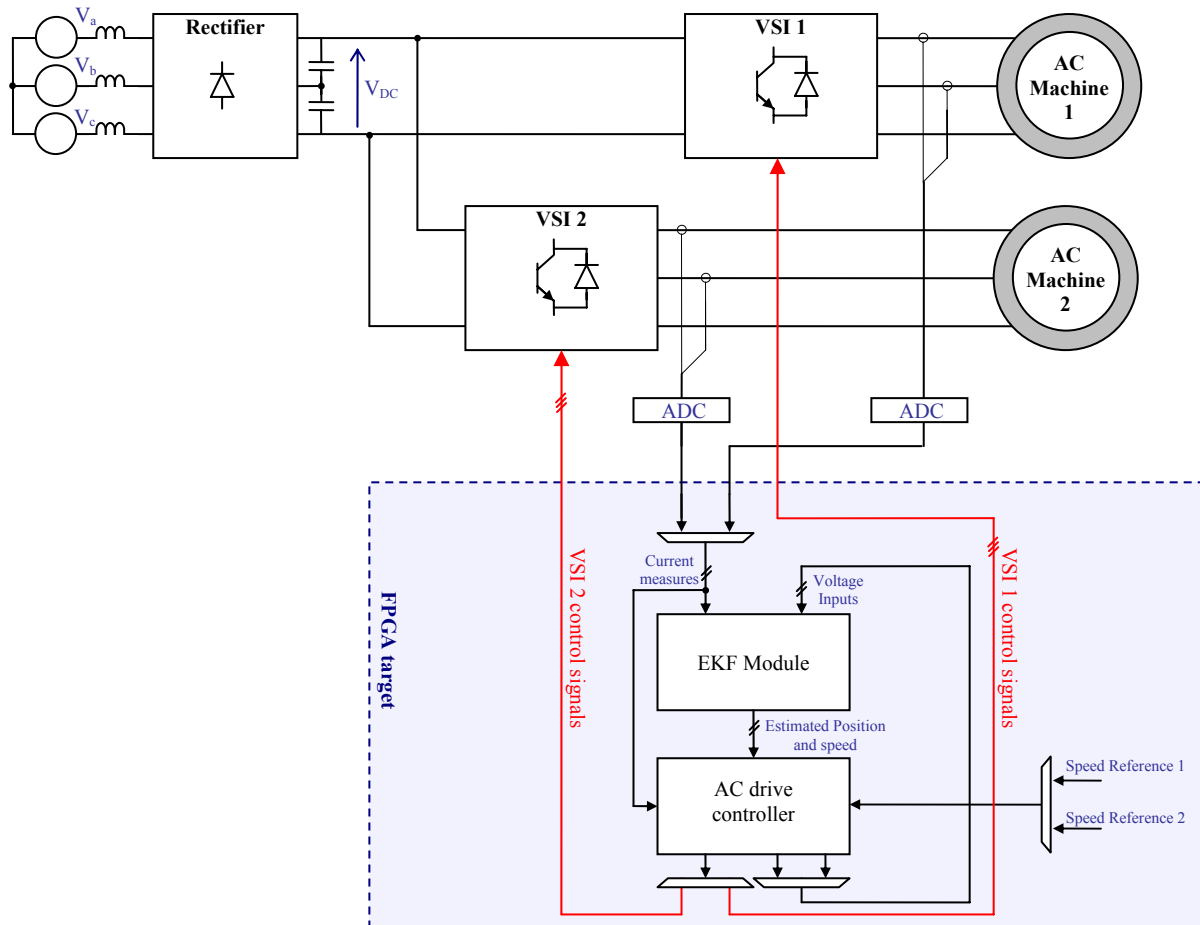 Va
Vb
Vc
Rectifier
VDC
VSI 1
AC
Machine
1
VSI 2
AC
Machine
2
ADC
ADC
FPGA target
VSI 2 control signals
VSI 1 control signals
Current
measures
Voltage
Inputs
EKF Module
Estimated Position
and speed
AC drive
controller
Speed Reference 1
Speed Reference 2